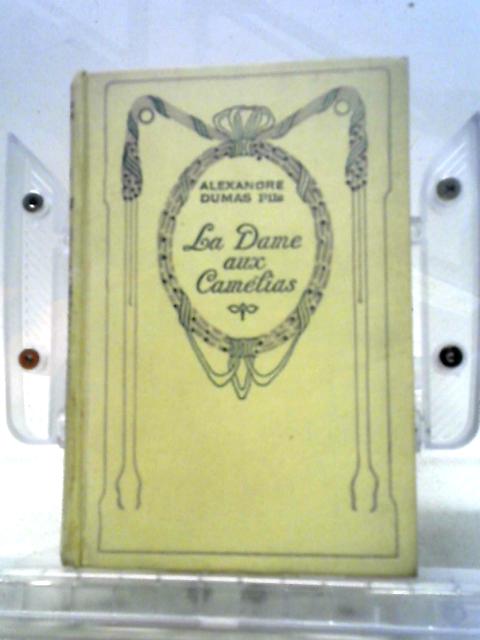 ALEXANDRE
DUMAS Fils
La Dame
aux
Camélias